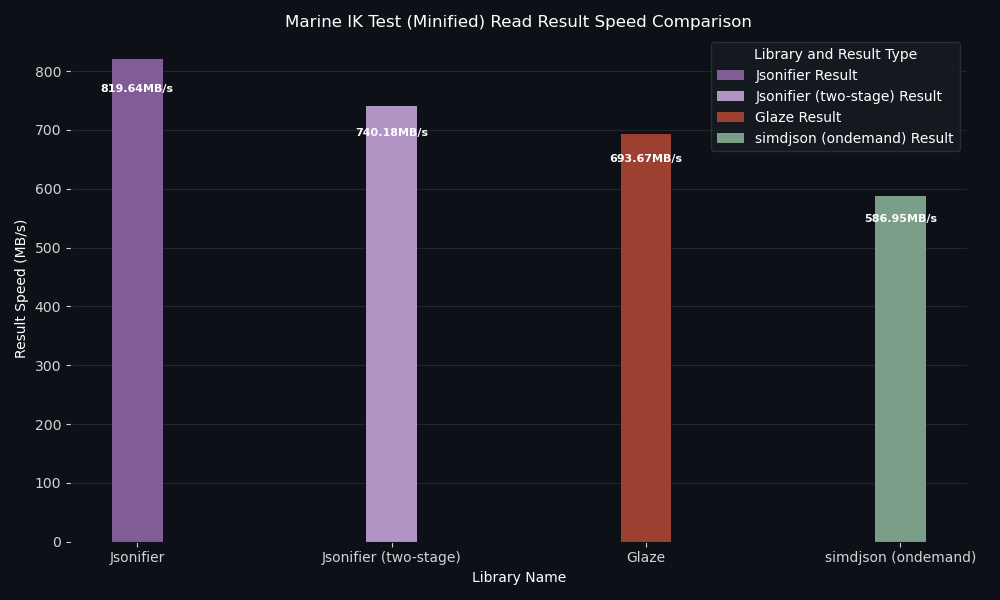 Marine IK Test (Minified) Read Result Speed Comparison
Library and Result Type
Jsonifier Result
Jsonifier (two-stage) Result
Glaze Result
simdjson (ondemand) Result
Result Speed (MB/s)
800
700
600
500
400
300
200
100
0
819.64MB/s
740.18MB/s
693.67MB/s
586.95MB/s
Jsonifier
Jsonifier (two-stage)
Glaze
simdjson (ondemand)
Library Name